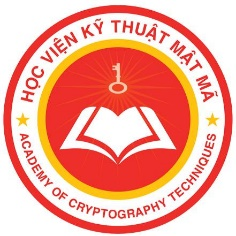 HỌC VIỆN KỸ THUẬT MẬT MÃ
ACADEMY OF CRYPTOGRAPHY TECHNIQUES